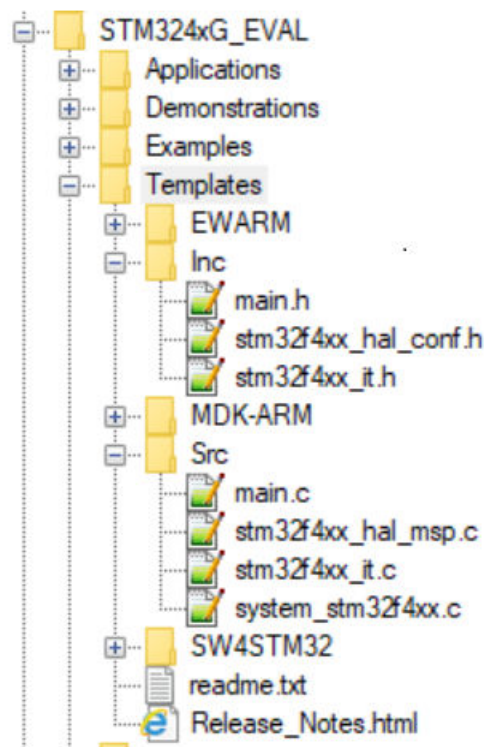 STM324xG_EVAL
Applications
Demonstrations
Examples
Templates
EWARM
Inc
main.h
stm32f4xx_hal_conf.h
stm32f4xx_it.h
MDK-ARM
Src
main.c
stm32f4xx_hal_msp.c
stm32f4xx_it.c
system_stm32f4xx.c
SW4STM32
readme.txt
Release_Notes.html